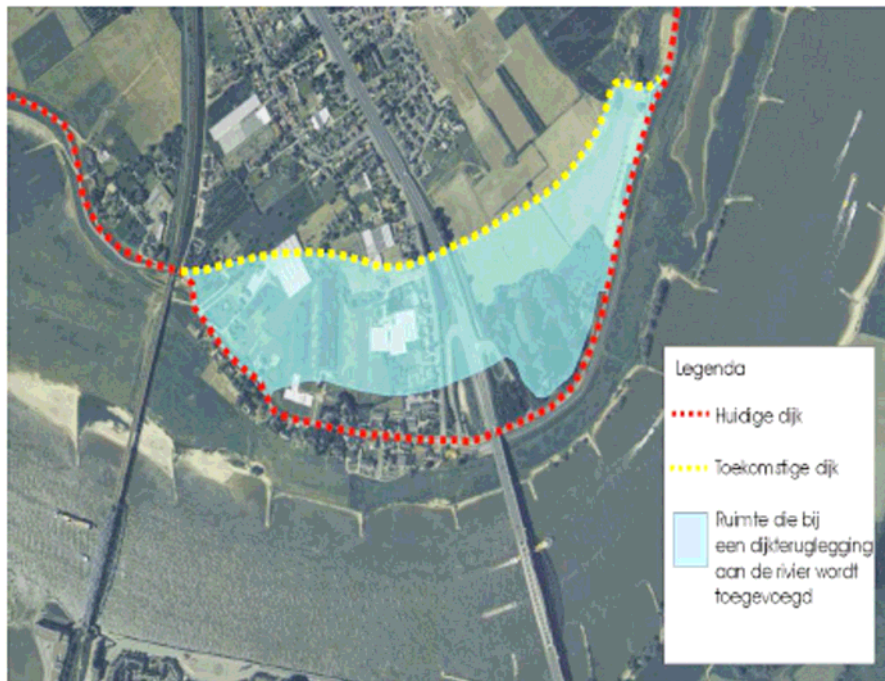 Legenda
Huidige dijk
Toekomstige dijk
Ruimte die bij
een dijkteruglegging
aan de rivier wordt
toegevoegd